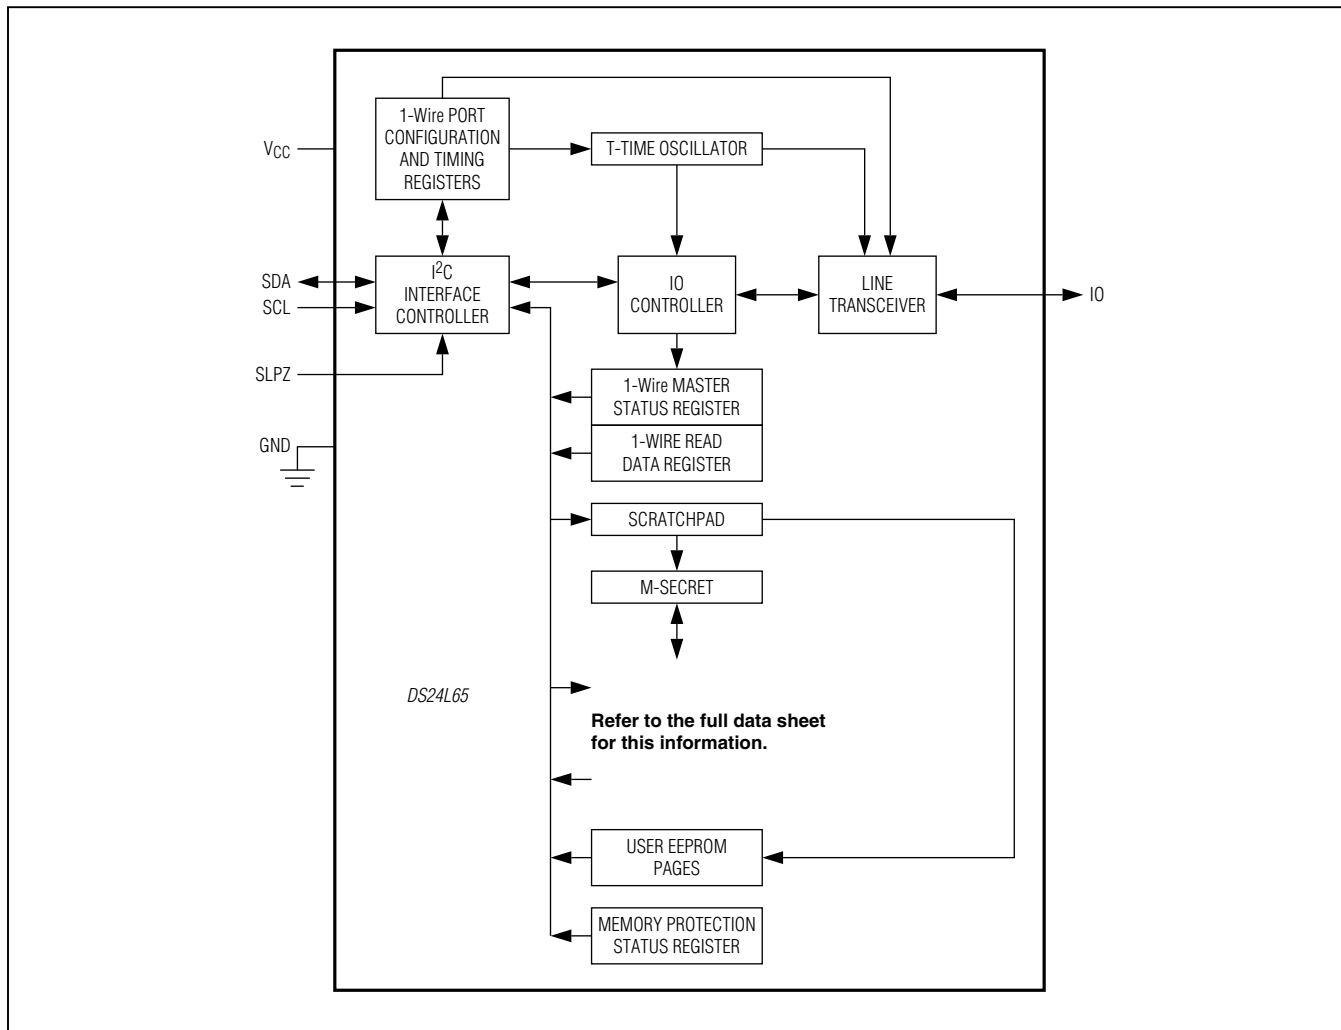 1-Wire PORT
CONFIGURATION
AND TIMING
REGISTERS
VCC
T-TIME OSCILLATOR
SDA
SCL
I2C
INTERFACE
CONTROLLER
IO
CONTROLLER
LINE
TRANSCEIVER
IO
SLPZ
1-Wire MASTER
STATUS REGISTER
GND
1-WIRE READ
DATA REGISTER
SCRATCHPAD
M-SECRET
DS24L65
Refer to the full data sheet
for this information.
USER EEPROM
PAGES
MEMORY PROTECTION
STATUS REGISTER